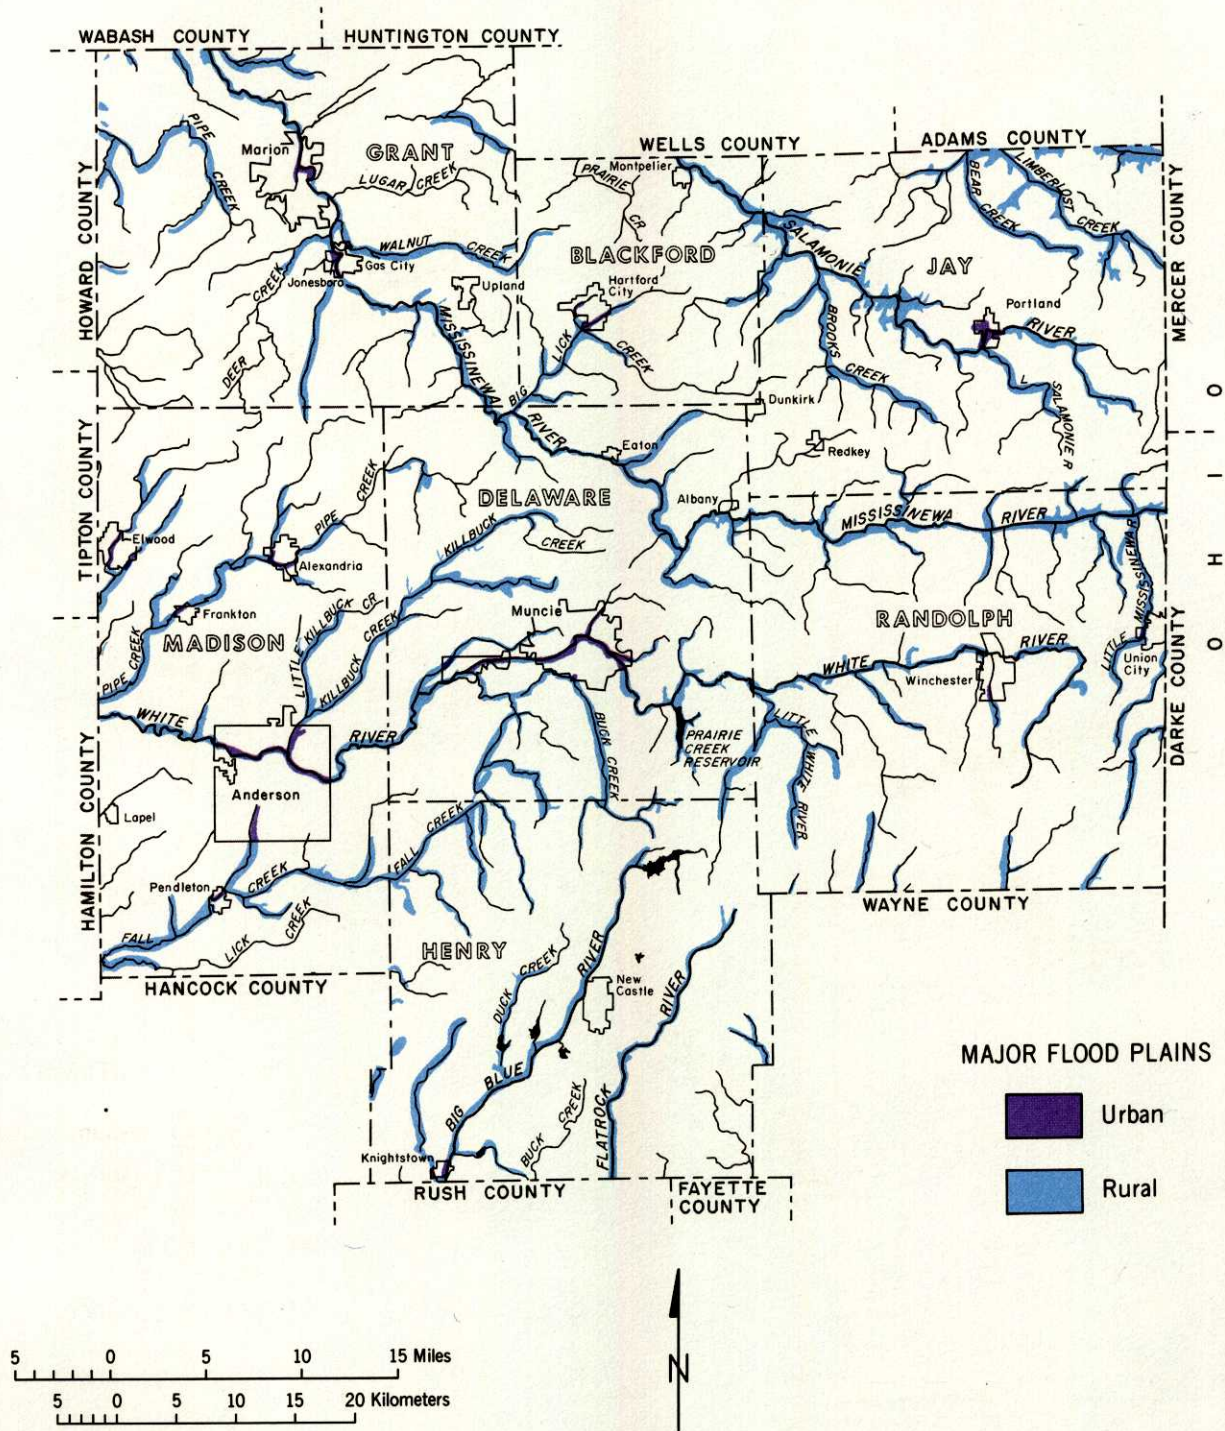 WABASH COUNTY
HUNTINGTON COUNTY
WELLS COUNTY
ADAMS COUNTY
HOWARD COUNTY
MERCER COUNTY
PIPE
CREEK
Marion
GRANT
LUGAR CREEK
PRAIRIE
CR
Montpelier
BEAR
CREEK
LIMBERLOST
CREEK
WALNUT
CREEK
Gas City
Jonesboro
CREEK
DEER
Upland
BLACKFORD
Hartford
City
SALAMONIE
JAY
Portland
RIVER
BROOKS
CREEK
L
SALAMONIE R
MISSISSINEWA
LICK
CREEK
BIG
RIVER
Dunkirk
Redkey
Eaton
TIPTON COUNTY
OHIO
Elwood
PIPE
CREEK
Alexandria
Frankton
PIPE CREEK
MADISON
DELAWARE
Albany
KILLBUCK
CREEK
MISSISSINEWA
RIVER
LITTLE
KILLBUCK
CR
KILLBUCK
CREEK
Muncie
RANDOLPH
LITTLE
MISSISSINEWA R
Union
City
DARKE COUNTY
WHITE
RIVER
WHITE
RIVER
Winchester
BUCK
CREEK
PRAIRIE
CREEK
RESERVOIR
LITTLE
WHITE
RIVER
HAMILTON COUNTY
Anderson
Lapel
Pendleton
CREEK
FALL
CREEK
FALL
LICK
CREEK
HANCOCK COUNTY
HENRY
WAYNE COUNTY
DUCK
CREEK
RIVER
New
Castle
RIVER
BLUE
BIG
BUCK
CREEK
FLATROCK
Knightstown
RUSH COUNTY
FAYETTE
COUNTY
MAJOR FLOOD PLAINS
Urban
Rural
N
5 0 5 10 15 Miles
5 0 5 10 15 20 Kilometers